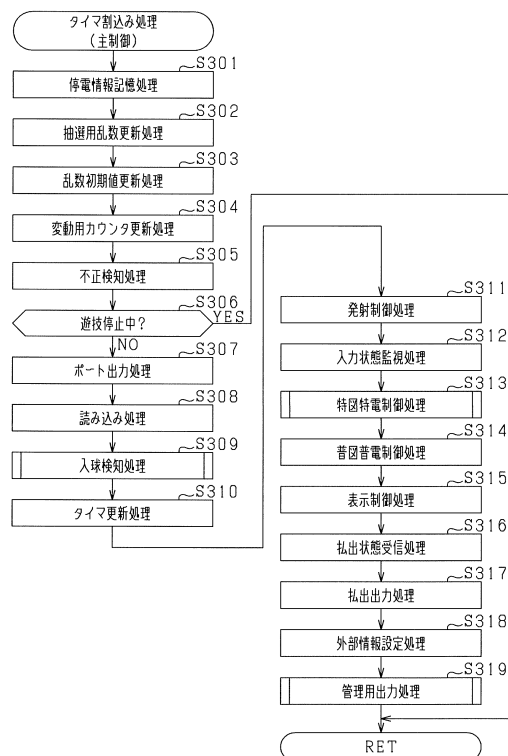 タイマ割込み処理
(主制御)
S301
停電情報記憶処理
S302
抽選用乱数更新処理
S303
乱数初期値更新処理
S304
変動用カウンタ更新処理
S305
不正検知処理
S306
遊技停止中?
YES
NO
S307
ポート出力処理
S308
読み込み処理
S309
入球検知処理
S310
タイマ更新処理
S311
発射制御処理
S312
入力状態監視処理
S313
特図特電制御処理
S314
普図普電制御処理
S315
表示制御処理
S316
払出状態受信処理
S317
払出出力処理
S318
外部情報設定処理
S319
管理用出力処理
RET